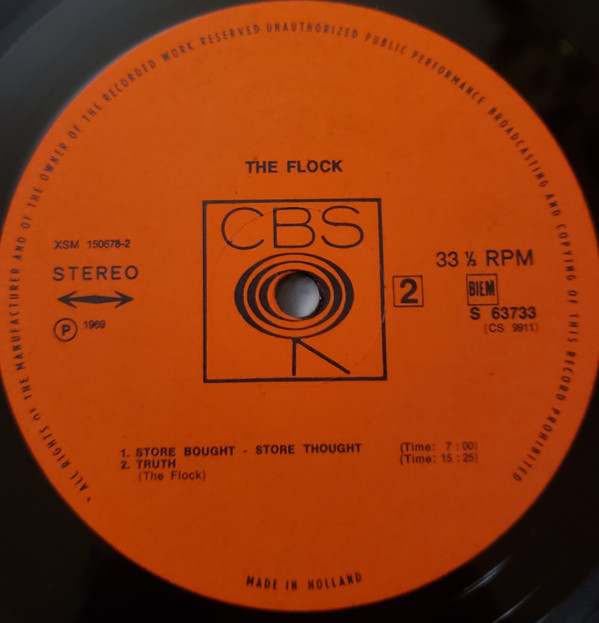 * ALL RIGHTS OF THE MANUFACTURER AND OF THE OWNER OF THE RECORDED WORK RESERVED UNAUTHORIZED PUBLIC PERFORMANCE BROADCASTING AND COPYING OF THIS RECORD PROHIBITED
THE FLOCK
CBS
XSM 150678-2
STEREO
℗ 1969
33 ⅓ RPM
2
BIEM
S 63733
(CS 9911)
1. STORE BOUGHT - STORE THOUGHT (Time: 7:00)
2. TRUTH (Time: 15:25)
(The Flock)
MADE IN HOLLAND